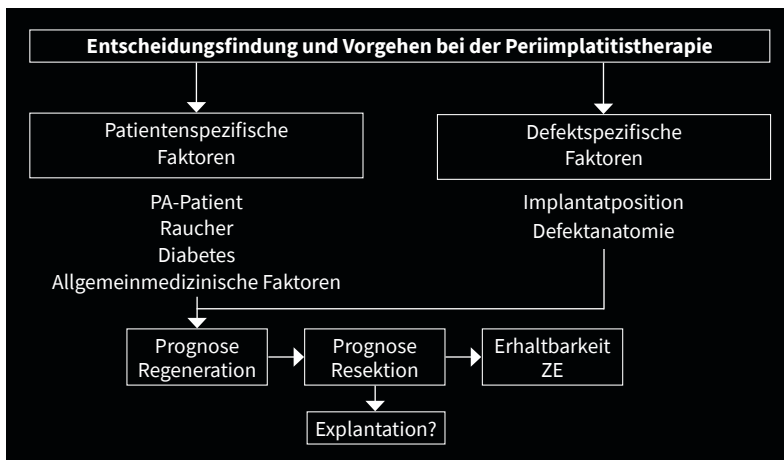 Entscheidungsfindung und Vorgehen bei der Periimplatitistherapie
Patientenspezifische
Faktoren
Defektspezifische
Faktoren
PA-Patient
Raucher
Diabetes
Allgemeinmedizinische Faktoren
Implantatposition
Defektanatomie
Prognose
Regeneration
Prognose
Resektion
Erhaltbarkeit
ZE
Explantation?